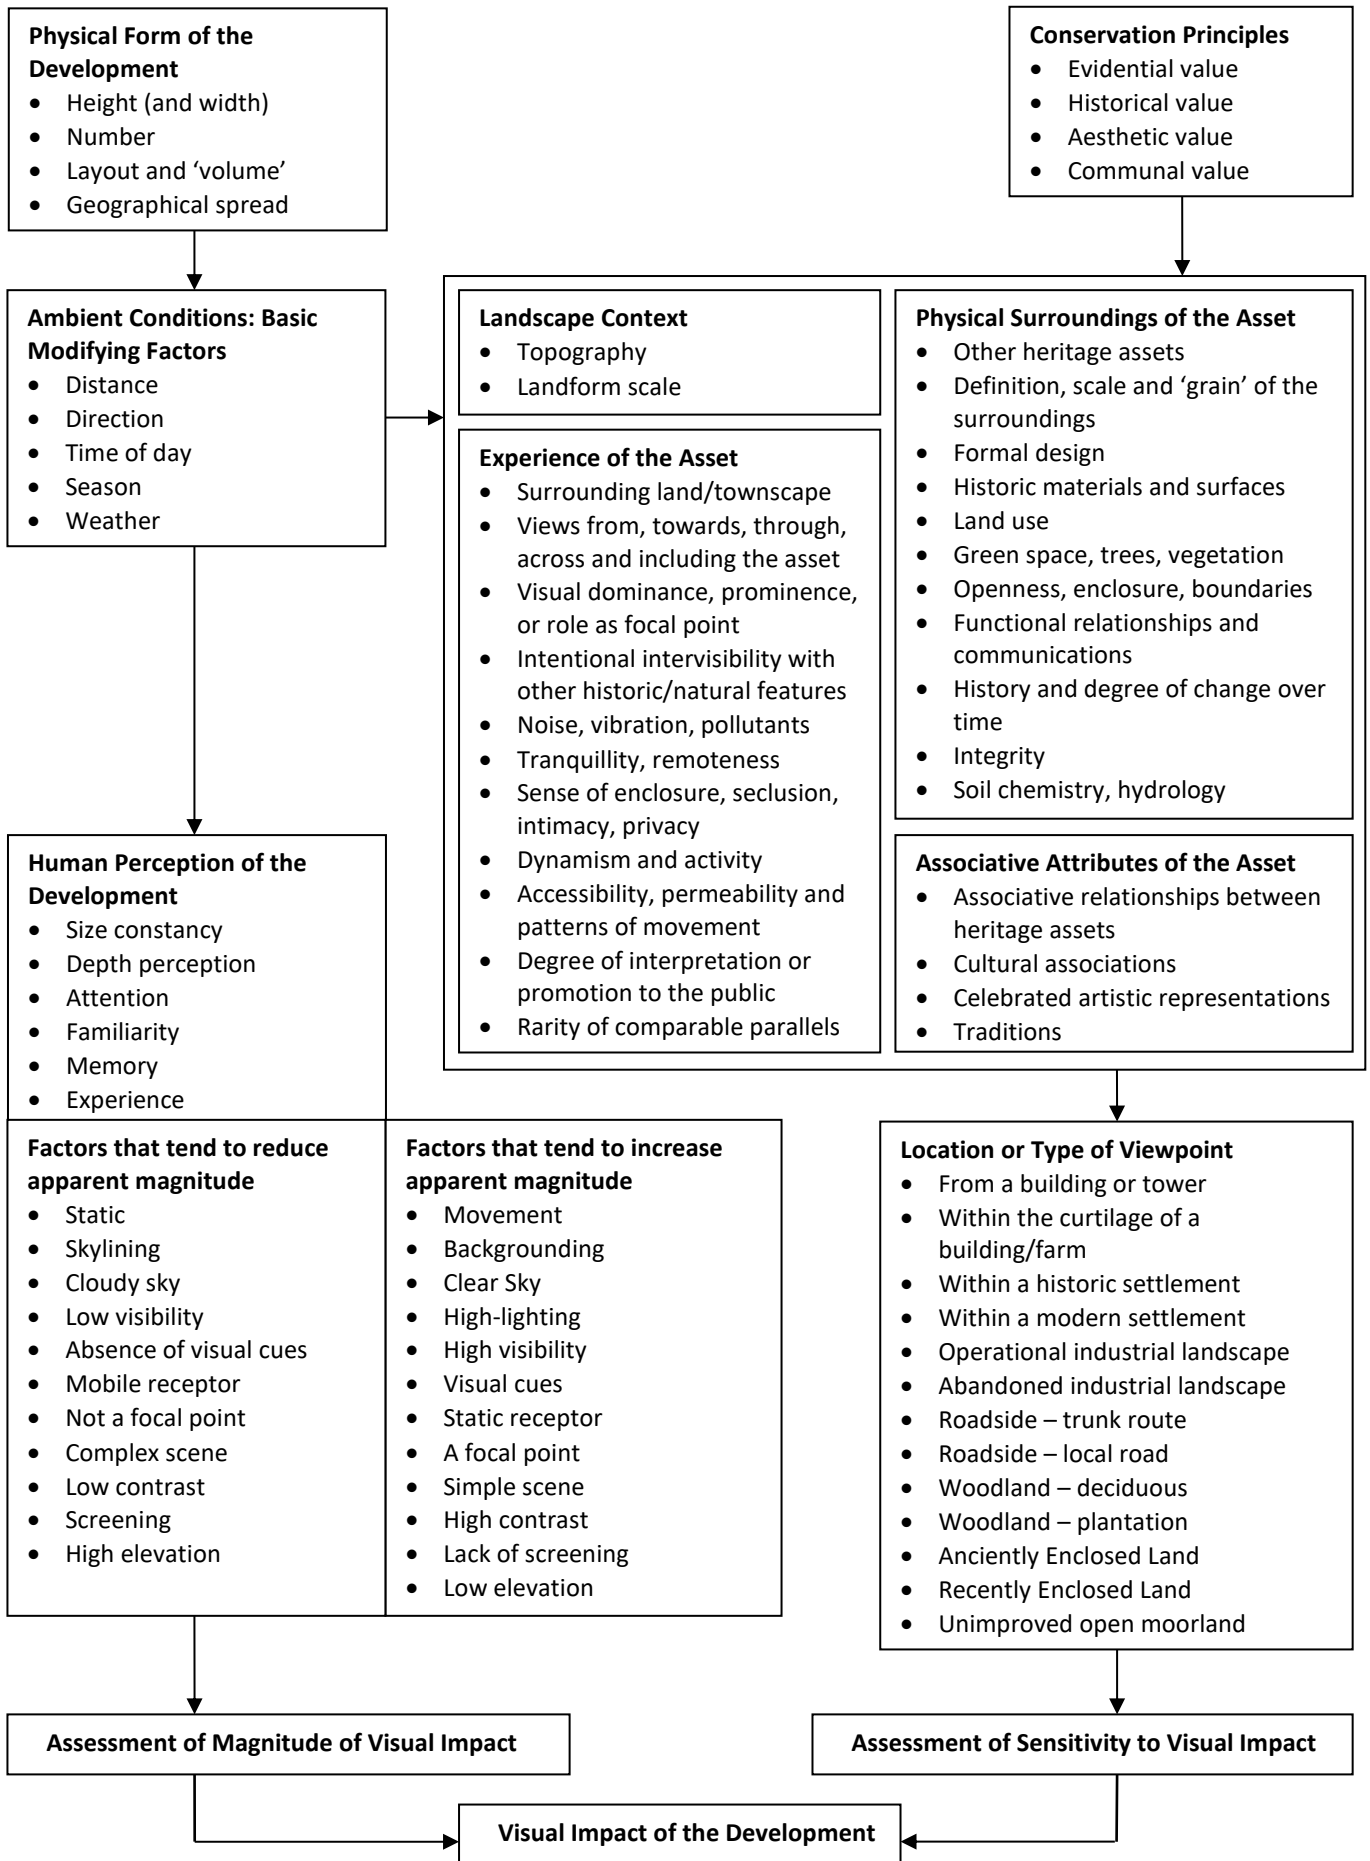 Physical Form of the
Development
• Height (and width)
• Number
• Layout and ‘volume’
• Geographical spread
Conservation Principles
• Evidential value
• Historical value
• Aesthetic value
• Communal value
Ambient Conditions: Basic
Modifying Factors
• Distance
• Direction
• Time of day
• Season
• Weather
Landscape Context
• Topography
• Landform scale
Experience of the Asset
• Surrounding land/townscape
• Views from, towards, through,
across and including the asset
• Visual dominance, prominence,
or role as focal point
• Intentional intervisibility with
other historic/natural features
• Noise, vibration, pollutants
• Tranquillity, remoteness
• Sense of enclosure, seclusion,
intimacy, privacy
• Dynamism and activity
• Accessibility, permeability and
patterns of movement
• Degree of interpretation or
promotion to the public
• Rarity of comparable parallels
Physical Surroundings of the Asset
• Other heritage assets
• Definition, scale and ‘grain’ of the
surroundings
• Formal design
• Historic materials and surfaces
• Land use
• Green space, trees, vegetation
• Openness, enclosure, boundaries
• Functional relationships and
communications
• History and degree of change over
time
• Integrity
• Soil chemistry, hydrology
Associative Attributes of the Asset
• Associative relationships between
heritage assets
• Cultural associations
• Celebrated artistic representations
• Traditions
Human Perception of the
Development
• Size constancy
• Depth perception
• Attention
• Familiarity
• Memory
• Experience
Factors that tend to reduce
apparent magnitude
• Static
• Skylining
• Cloudy sky
• Low visibility
• Absence of visual cues
• Mobile receptor
• Not a focal point
• Complex scene
• Low contrast
• Screening
• High elevation
Factors that tend to increase
apparent magnitude
• Movement
• Backgrounding
• Clear Sky
• High-lighting
• High visibility
• Visual cues
• Static receptor
• A focal point
• Simple scene
• High contrast
• Lack of screening
• Low elevation
Location or Type of Viewpoint
• From a building or tower
• Within the curtilage of a
building/farm
• Within a historic settlement
• Within a modern settlement
• Operational industrial landscape
• Abandoned industrial landscape
• Roadside – trunk route
• Roadside – local road
• Woodland – deciduous
• Woodland – plantation
• Anciently Enclosed Land
• Recently Enclosed Land
• Unimproved open moorland
Assessment of Magnitude of Visual Impact
Assessment of Sensitivity to Visual Impact
Visual Impact of the Development